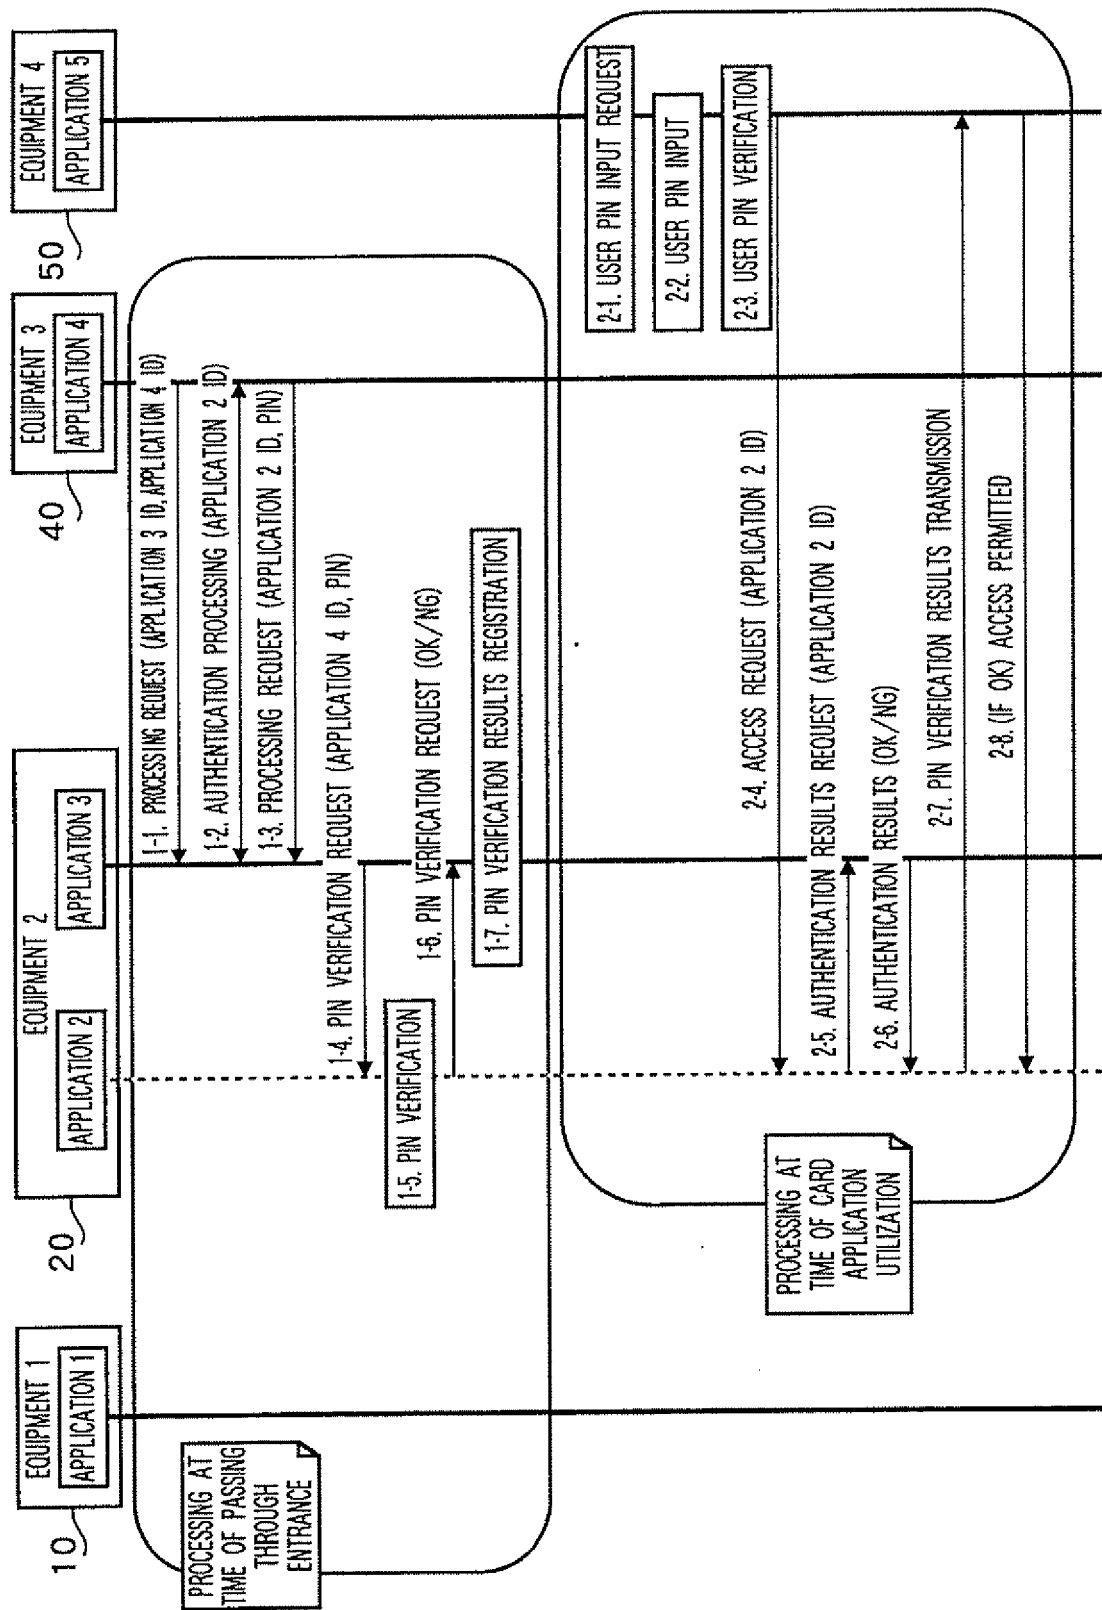 EQUIPMENT 1
APPLICATION 1
10
EQUIPMENT 2
APPLICATION 2
APPLICATION 3
20
EQUIPMENT 3
APPLICATION 4
40
EQUIPMENT 4
APPLICATION 5
50
PROCESSING AT
TIME OF PASSING
THROUGH
ENTRANCE
1-1. PROCESSING REQUEST (APPLICATION 3 ID, APPLICATION 4 ID)
1-2. AUTHENTICATION PROCESSING (APPLICATION 2 ID)
1-3. PROCESSING REQUEST (APPLICATION 2 ID, PIN)
1-4. PIN VERIFICATION REQUEST (APPLICATION 4 ID, PIN)
1-5. PIN VERIFICATION
1-6. PIN VERIFICATION REQUEST (OK/NG)
1-7. PIN VERIFICATION RESULTS REGISTRATION
PROCESSING AT
TIME OF CARD
APPLICATION
UTILIZATION
2-1. USER PIN INPUT REQUEST
2-2. USER PIN INPUT
2-3. USER PIN VERIFICATION
2-4. ACCESS REQUEST (APPLICATION 2 ID)
2-5. AUTHENTICATION RESULTS REQUEST (APPLICATION 2 ID)
2-6. AUTHENTICATION RESULTS (OK/NG)
2-7. PIN VERIFICATION RESULTS TRANSMISSION
2-8. (IF OK) ACCESS PERMITTED